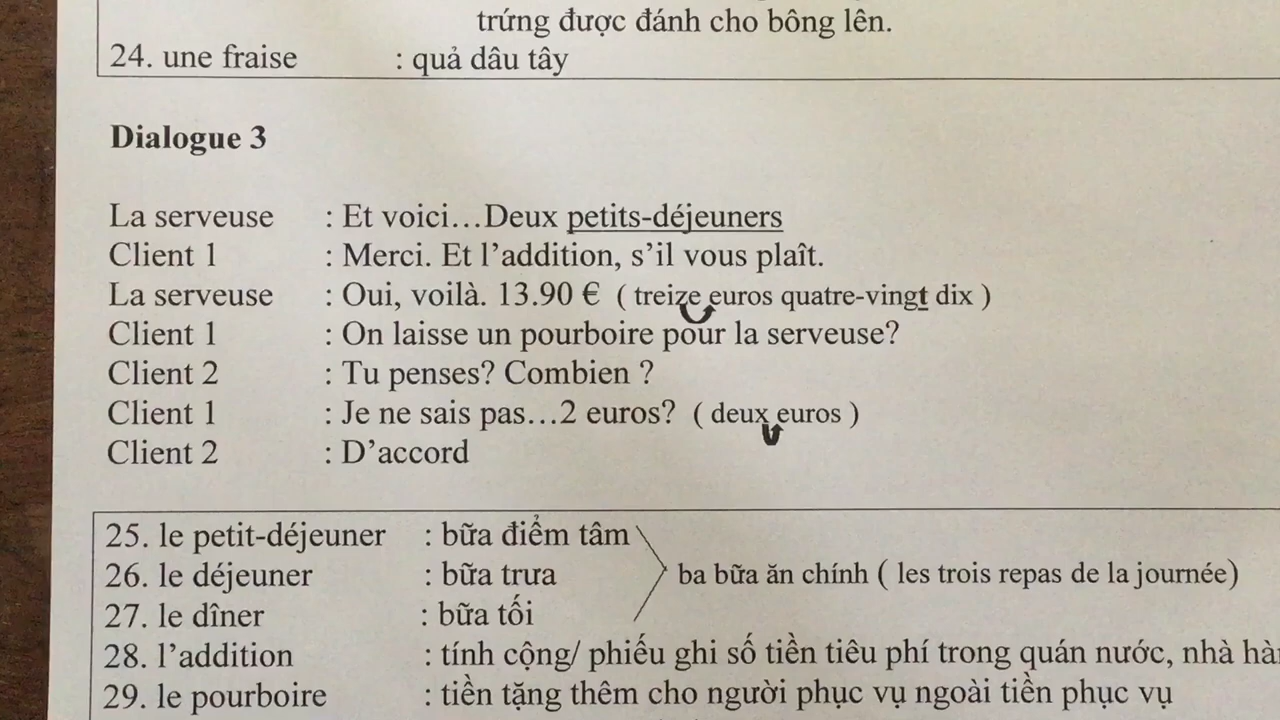 trứng được đánh cho bông lên.
24. une fraise : quả dâu tây
Dialogue 3
La serveuse : Et voici…Deux petits-déjeuners
Client 1 : Merci. Et l’addition, s’il vous plaît.
La serveuse : Oui, voilà. 13.90 € ( treize euros quatre-vingt dix )
Client 1 : On laisse un pourboire pour la serveuse?
Client 2 : Tu penses? Combien ?
Client 1 : Je ne sais pas…2 euros? ( deux euros )
Client 2 : D’accord
25. le petit-déjeuner : bữa điểm tâm
26. le déjeuner : bữa trưa ba bữa ăn chính ( les trois repas de la journée)
27. le dîner : bữa tối
28. l’addition : tính cộng/ phiếu ghi số tiền tiêu phí trong quán nước, nhà
29. le pourboire : tiền tặng thêm cho người phục vụ ngoài tiền phục vụ